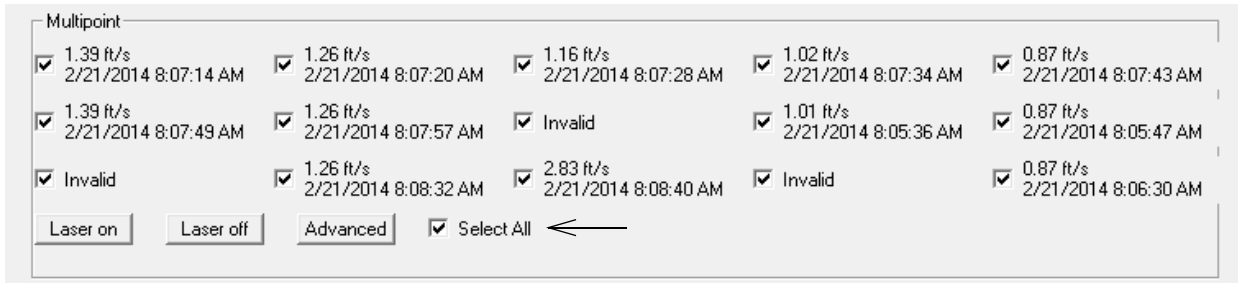 Multipoint
1.39 ft/s
2/21/2014 8:07:14 AM
1.26 ft/s
2/21/2014 8:07:20 AM
1.16 ft/s
2/21/2014 8:07:28 AM
1.02 ft/s
2/21/2014 8:07:34 AM
0.87 ft/s
2/21/2014 8:07:43 AM
1.39 ft/s
2/21/2014 8:07:49 AM
1.26 ft/s
2/21/2014 8:07:57 AM
Invalid
1.01 ft/s
2/21/2014 8:05:36 AM
0.87 ft/s
2/21/2014 8:05:47 AM
Invalid
1.26 ft/s
2/21/2014 8:08:32 AM
2.83 ft/s
2/21/2014 8:08:40 AM
Invalid
0.87 ft/s
2/21/2014 8:06:30 AM
Laser on
Laser off
Advanced
Select All